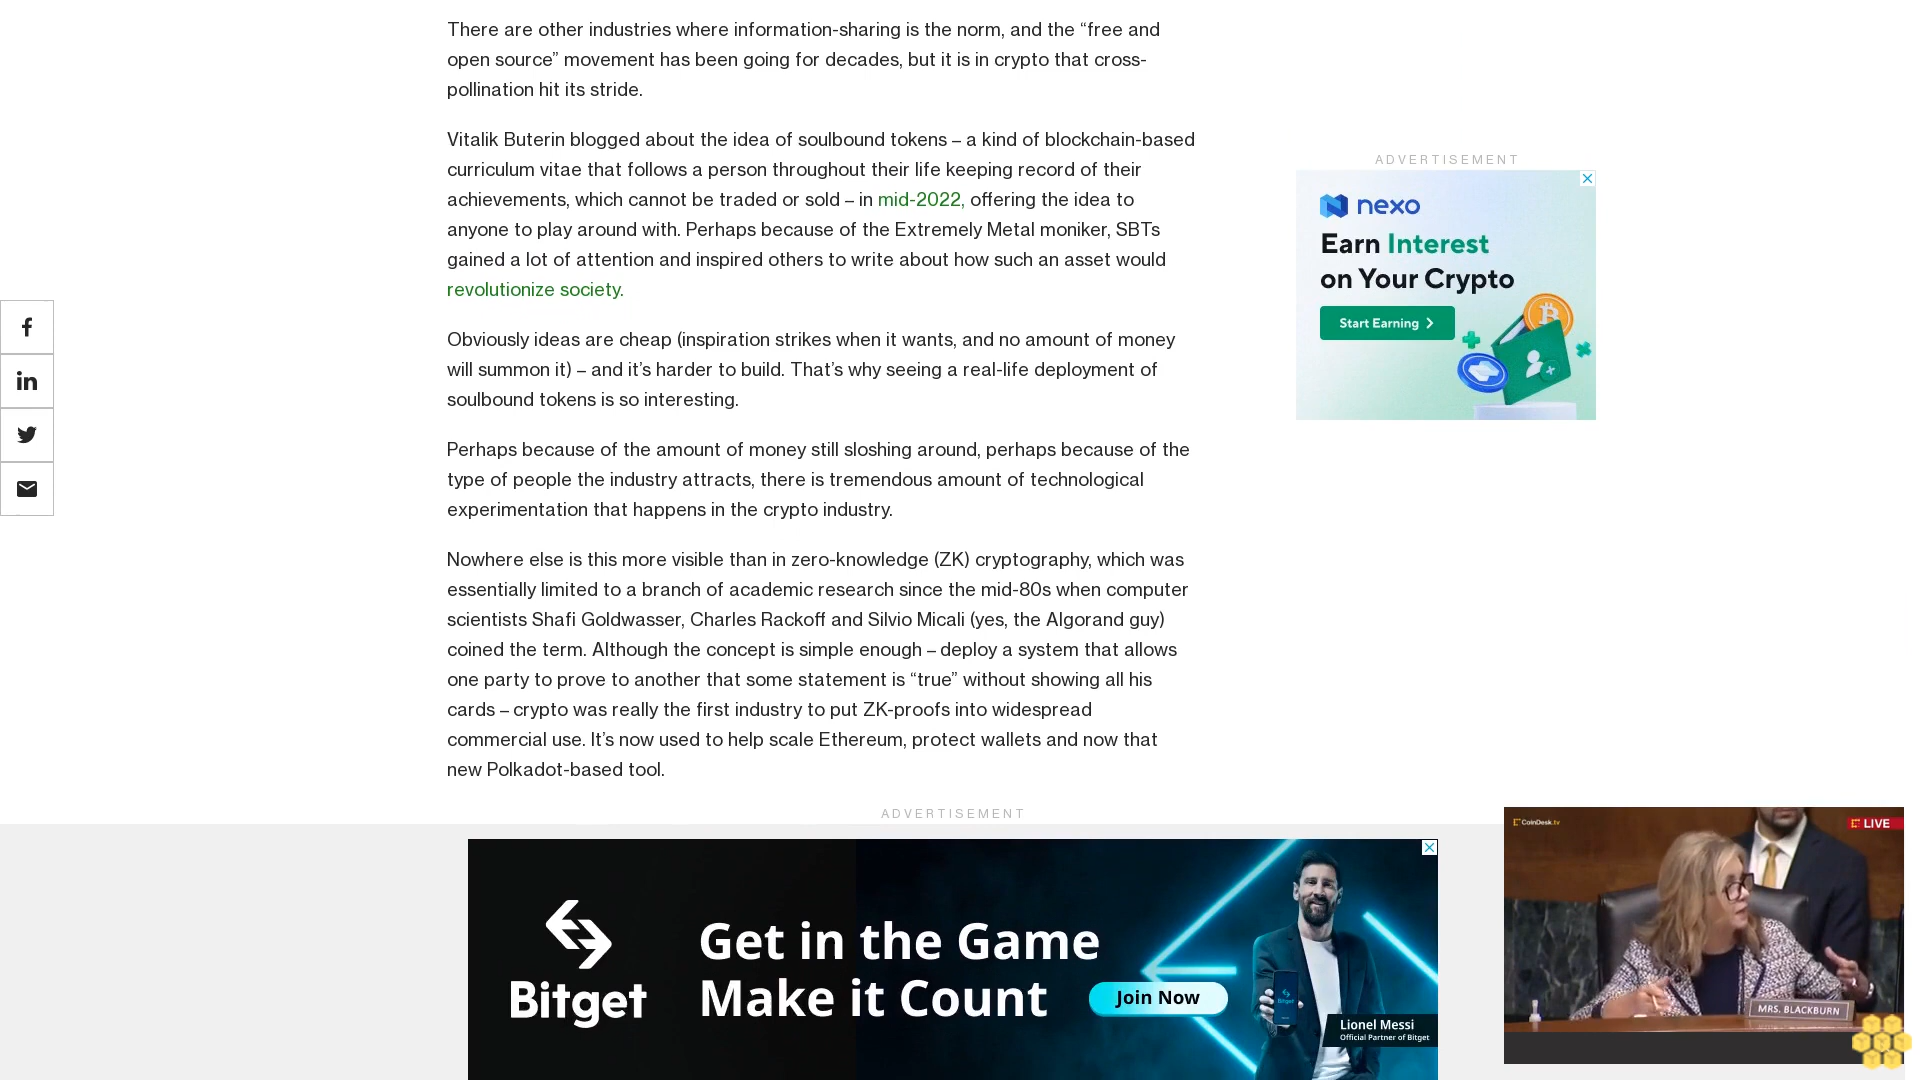 There are other industries where information-sharing is the norm, and the “free and
open source” movement has been going for decades, but it is in crypto that cross-
pollination hit its stride.
Vitalik Buterin blogged about the idea of soulbound tokens – a kind of blockchain-based
curriculum vitae that follows a person throughout their life keeping record of their
achievements, which cannot be traded or sold – in mid-2022, offering the idea to
anyone to play around with. Perhaps because of the Extremely Metal moniker, SBTs
gained a lot of attention and inspired others to write about how such an asset would
revolutionize society.
Obviously ideas are cheap (inspiration strikes when it wants, and no amount of money
will summon it) – and it’s harder to build. That’s why seeing a real-life deployment of
soulbound tokens is so interesting.
Perhaps because of the amount of money still sloshing around, perhaps because of the
type of people the industry attracts, there is tremendous amount of technological
experimentation that happens in the crypto industry.
Nowhere else is this more visible than in zero-knowledge (ZK) cryptography, which was
essentially limited to a branch of academic research since the mid-80s when computer
scientists Shafi Goldwasser, Charles Rackoff and Silvio Micali (yes, the Algorand guy)
coined the term. Although the concept is simple enough – deploy a system that allows
one party to prove to another that some statement is “true” without showing all his
cards – crypto was really the first industry to put ZK-proofs into widespread
commercial use. It’s now used to help scale Ethereum, protect wallets and now that
new Polkadot-based tool.
ADVERTISEMENT
nexo
Earn Interest
on Your Crypto
Start Earning
ADVERTISEMENT
Bitget
Get in the Game
Make it Count
Join Now
Bitget
Lionel Messi
Official Partner of Bitget
CoinDesk.tv
LIVE
MRS. BLACKBURN